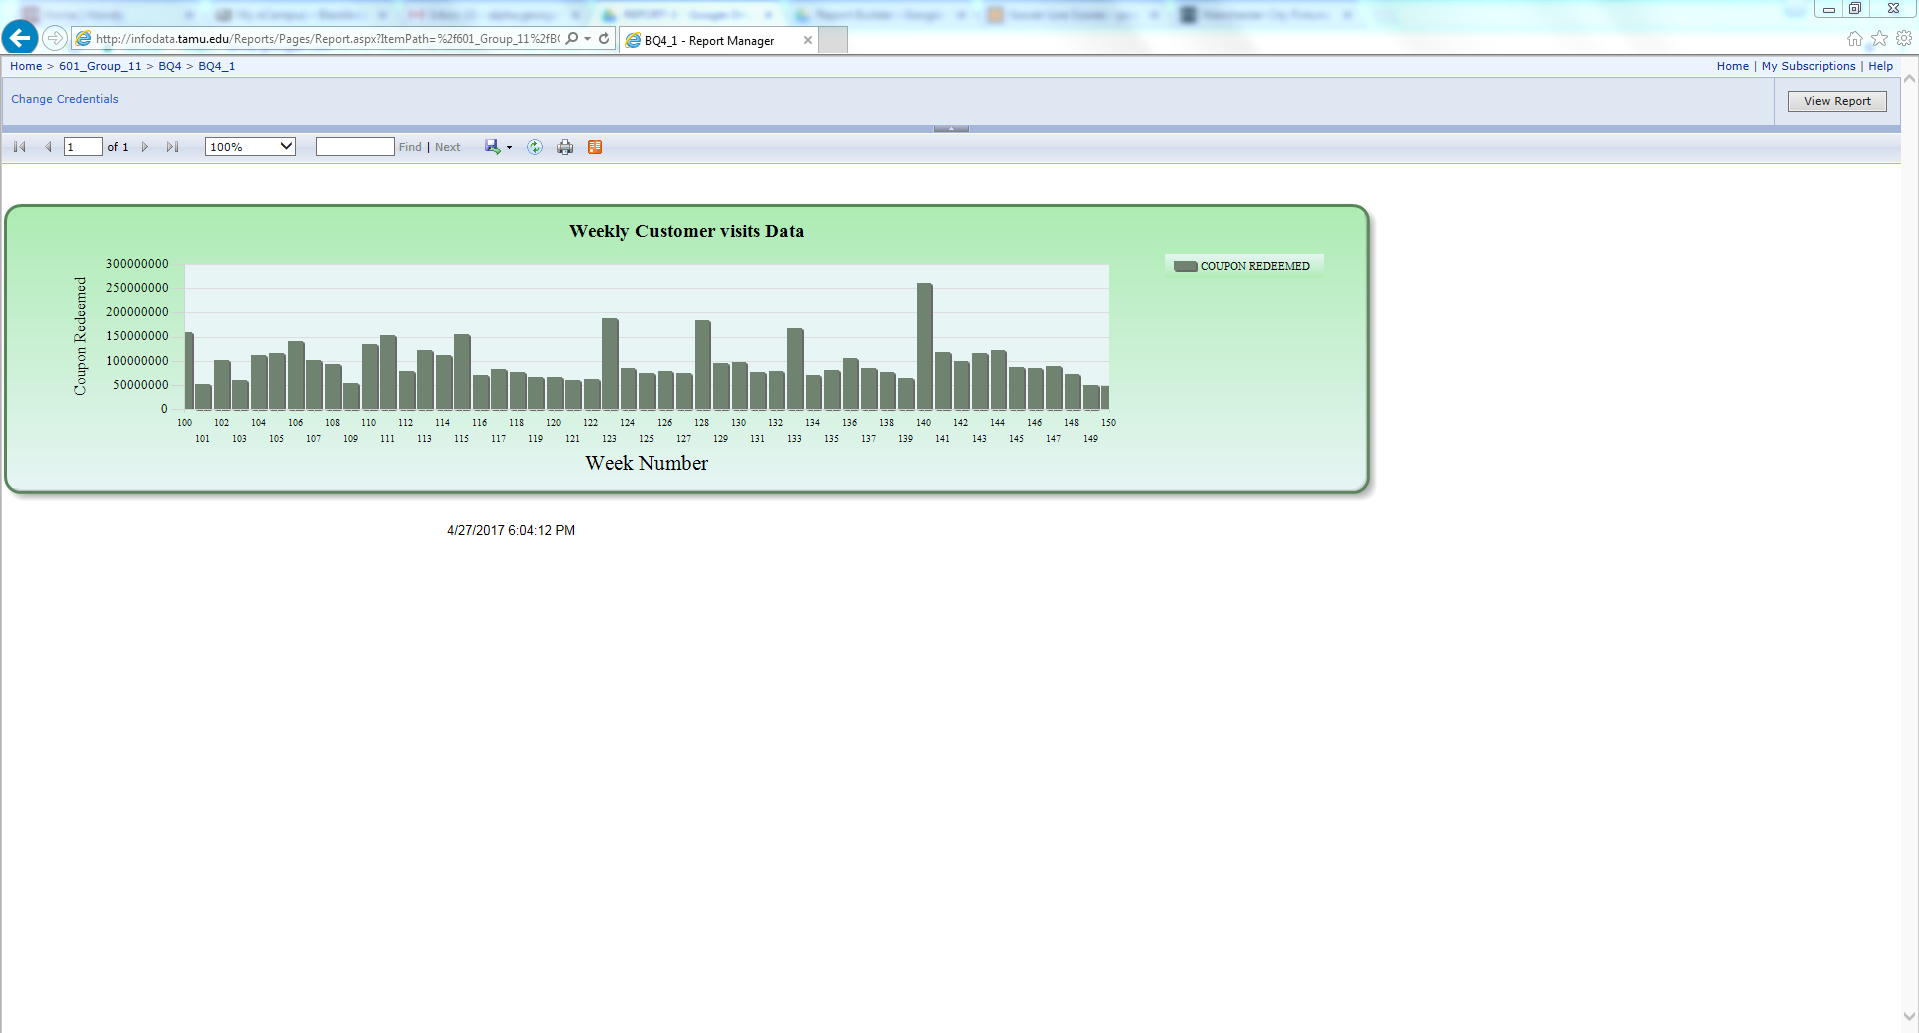 http://infodata.tamu.edu/Reports/Pages/Report.aspx?ItemPath=%2f601_Group_11%2fB
BQ4_1 - Report Manager
Home > 601_Group_11 > BQ4 > BQ4_1
Home | My Subscriptions | Help
Change Credentials
View Report
1 of 1
100%
Find | Next
Weekly Customer visits Data
COUPON REDEEMED
Coupon Redeemed
300000000
250000000
200000000
150000000
100000000
50000000
0
100 102 104 106 108 110 112 114 116 118 120 122 124 126 128 130 132 134 136 138 140 142 144 146 148 150
101 103 105 107 109 111 113 115 117 119 121 123 125 127 129 131 133 135 137 139 141 143 145 147 149
Week Number
4/27/2017 6:04:12 PM